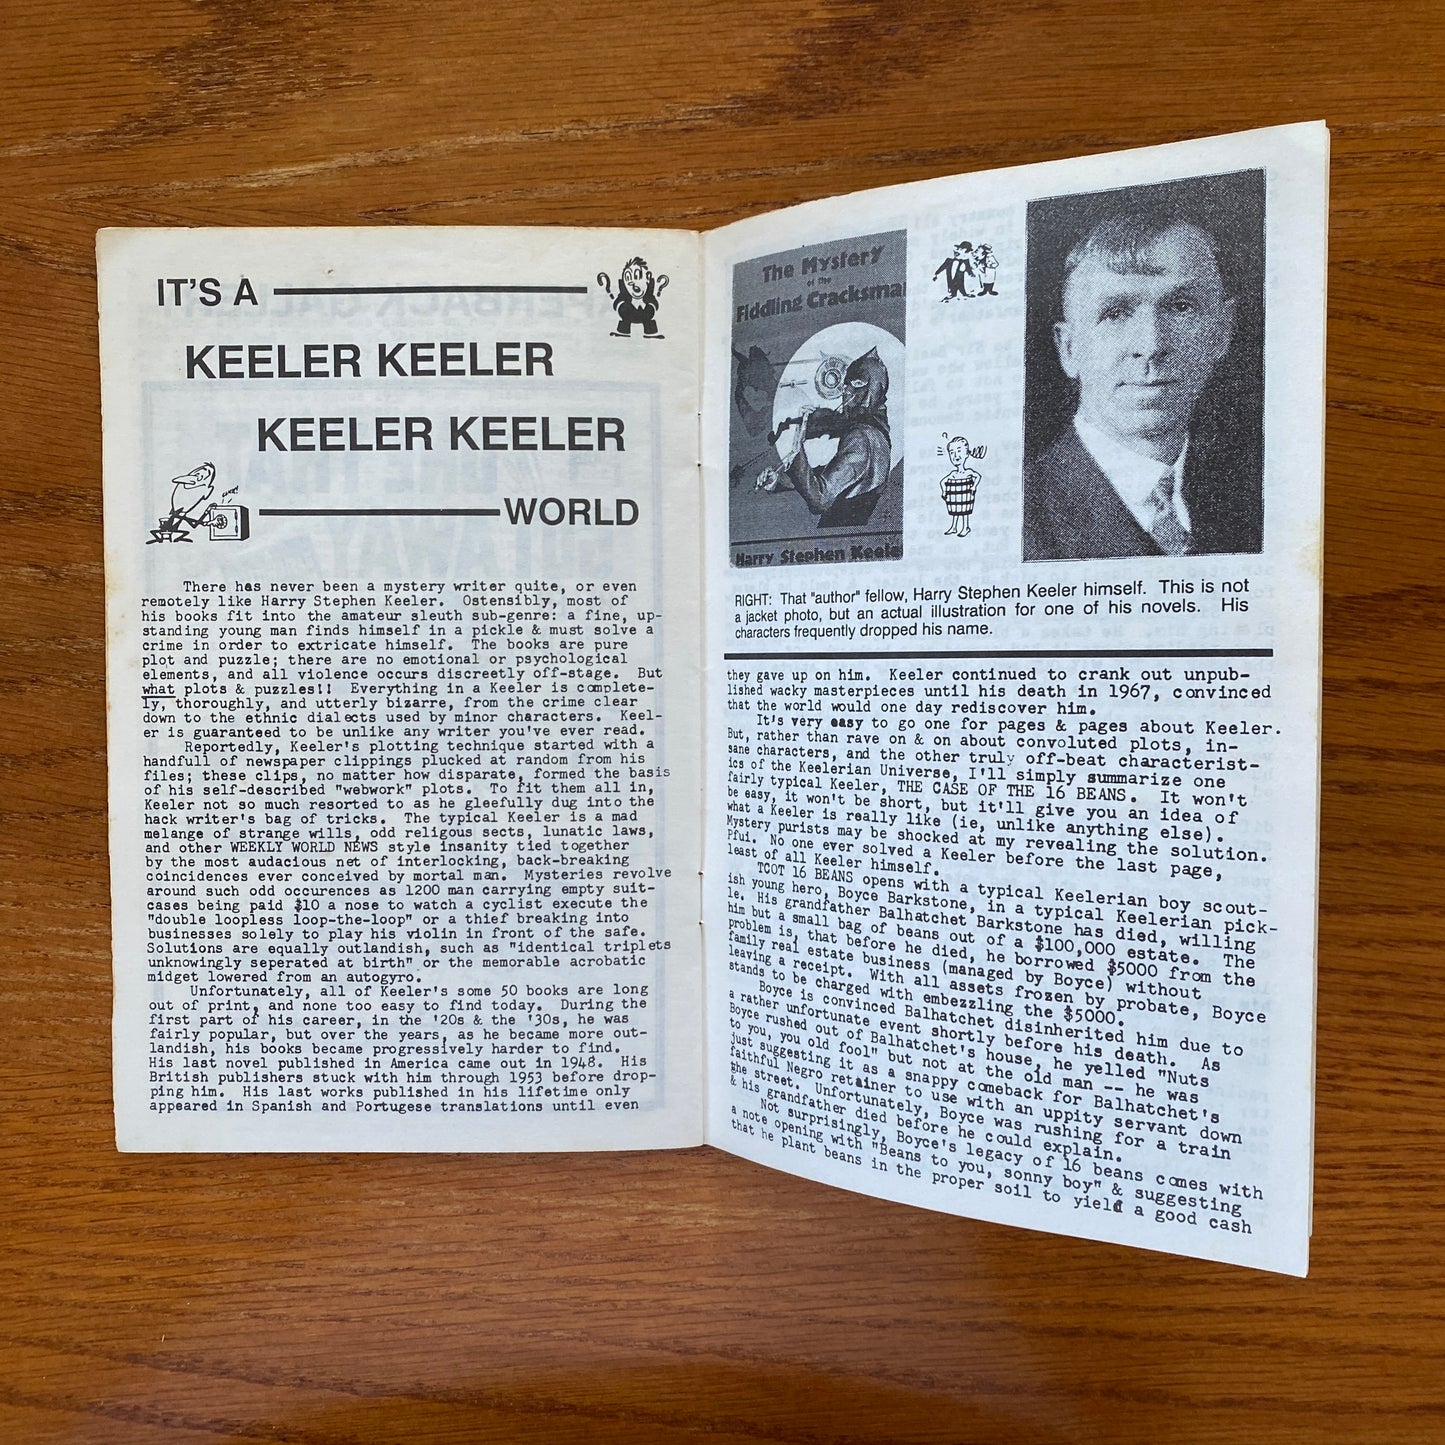 IT'S A
KEELER KEELER
KEELER KEELER
WORLD
There has never been a mystery writer quite, or even
remotely like Harry Stephen Keeler. Ostensibly, most of
his books fit into the amateur sleuth sub-genre: a fine, up-
standing young man finds himself in a pickle & must solve a
crime in order to extricate himself. The books are pure
plot and puzzle; there are no emotional or psychological
elements, and all violence occurs discreetly off-stage. But
what plots & puzzles!! Everything in a Keeler is complete-
ly, thoroughly, and utterly bizarre, from the crime clear
down to the ethnic dialects used by minor characters. Keel-
er is guaranteed to be unlike any writer you've ever read.
Reportedly, Keeler's plotting technique started with a
handfull of newspaper clippings plucked at random from his
files; these clips, no matter how disparate, formed the basis
of his self-described "webwork" plots. To fit them all in,
Keeler not so much resorted to as he gleefully dug into the
hack writer's bag of tricks. The typical Keeler is a mad
melange of strange wills, odd religous sects, lunatic laws,
and other WEEKLY WORLD NEWS style insanity tied together
by the most audacious net of interlocking, back-breaking
coincidences ever conceived by mortal man. Mysteries revolve
around such odd occurences as 1200 man carrying empty suit-
cases being paid $10 a nose to watch a cyclist execute the
"double loopless loop-the-loop" or a thief breaking into
businesses solely to play his violin in front of the safe.
Solutions are equally outlandish, such as "identical triplets
unknowingly seperated at birth" or the memorable acrobatic
midget lowered from an autogyro.
Unfortunately, all of Keeler's some 50 books are long
out of print, and none too easy to find today. During the
first part of his career, in the '20s & the '30s, he was
fairly popular, but over the years, as he became more out-
landish, his books became progressively harder to find.
His last novel published in America came out in 1948. His
British publishers stuck with him through 1953 before drop-
ping him. His last works published in his lifetime only
appeared in Spanish and Portugese translations until even
The Mystery
of the
Fiddling Cracksma
Harry Stephen Keele
RIGHT: That "author" fellow, Harry Stephen Keeler himself. This is not
a jacket photo, but an actual illustration for one of his novels. His
characters frequently dropped his name.
they gave up on him. Keeler continued to crank out unpub-
lished wacky masterpieces until his death in 1967, convinced
that the world would one day rediscover him.
It's very easy to go one for pages & pages about Keeler.
But, rather than rave on & on about convoluted plots, in-
sane characters, and the other truly off-beat characterist-
ics of the Keelerian Universe, I'll simply summarize one
fairly typical Keeler, THE CASE OF THE 16 BEANS. It won't
be easy, it won't be short, but it'll give you an idea of
what a Keeler is really like (ie, unlike anything else).
Mystery purists may be shocked at my revealing the solution.
Pfui. No one ever solved a Keeler before the last page,
least of all Keeler himself.
TCOT 16 BEANS opens with a typical Keelerian boy scout-
ish young hero, Boyce Barkstone, in a typical Keelerian pick-
le. His grandfather Balhatchet Barkstone has died, willing
him but a small bag of beans out of a $100,000 estate. The
problem is, that before he died, he borrowed $5000 from the
family real estate business (managed by Boyce) without
leaving a receipt. With all assets frozen by probate, Boyce
stands to be charged with embezzling the $5000.
Boyce is convinced Balhatchet disinherited him due to
a rather unfortunate event shortly before his death. As
Boyce rushed out of Balhatchet's house, he yelled "Nuts
to you, you old fool" but not at the old man -- he was
just suggesting it as a snappy comeback for Balhatchet's
faithful Negro retainer to use with an uppity servant down
the street. Unfortunately, Boyce was rushing for a train
& his grandfather died before he could explain.
Not surprisingly, Boyce's legacy of 16 beans comes with
a note opening with "Beans to you, sonny boy" & suggesting
that he plant beans in the proper soil to yield a good cash